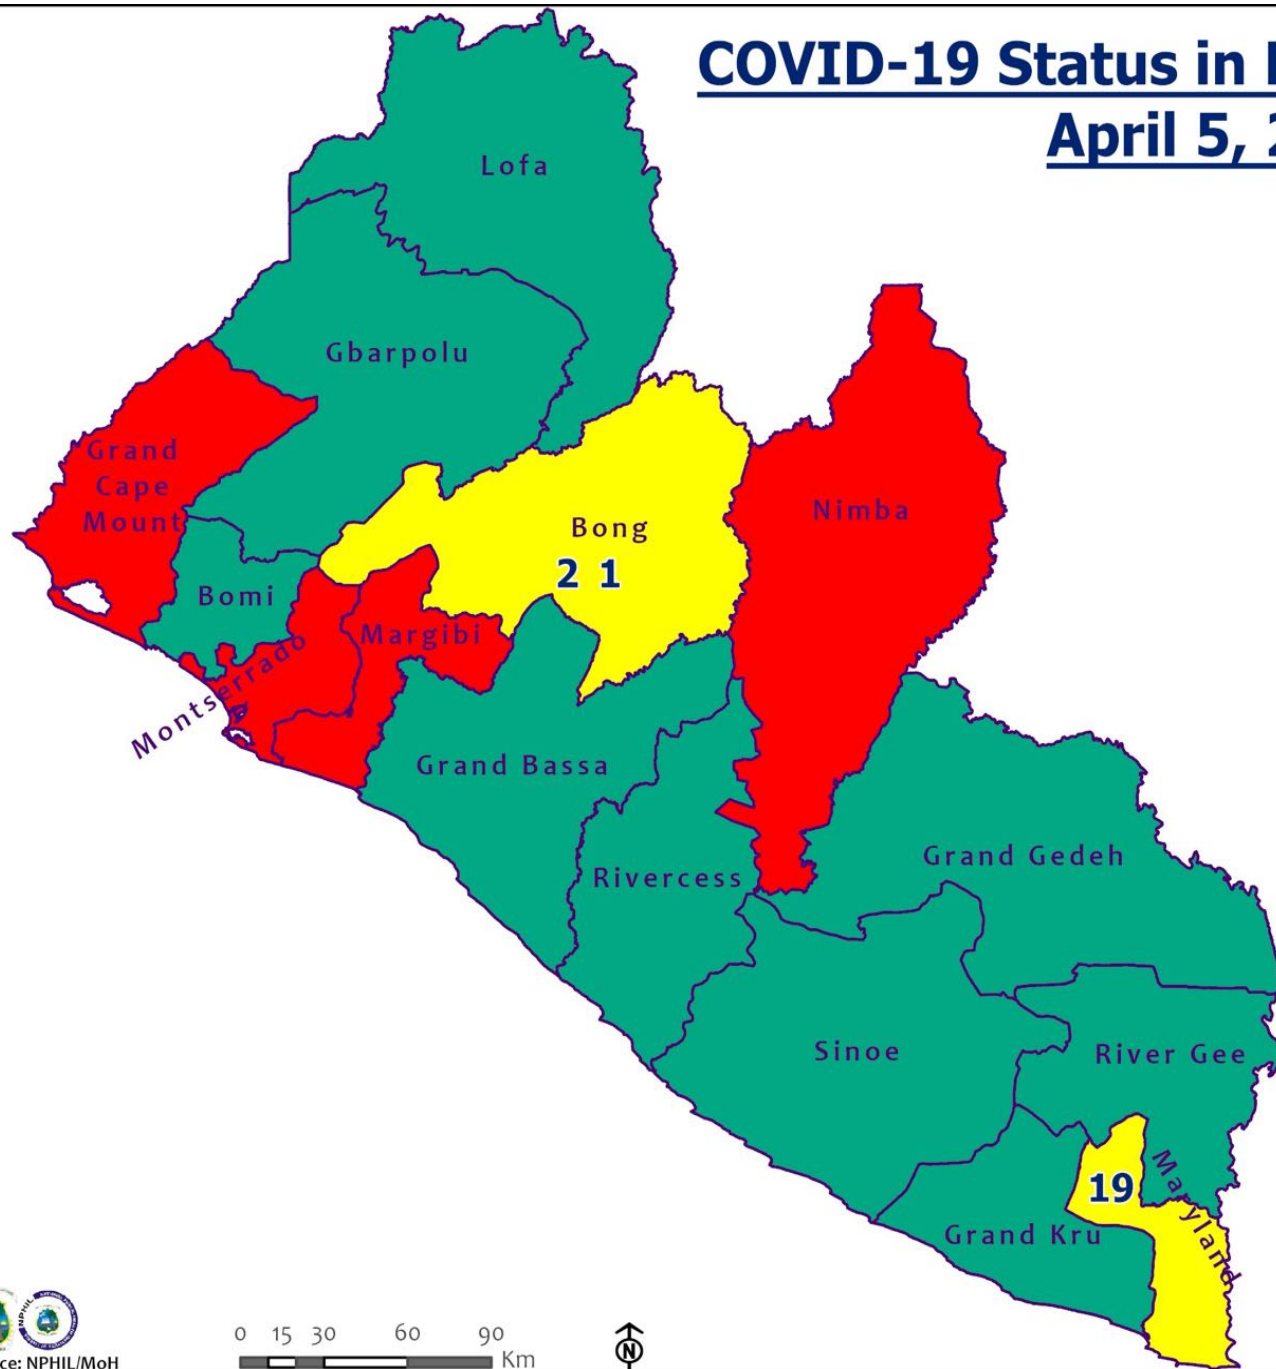 COVID-19 Status in
April 5,
Lofa
Gbarpolu
Grand
Cape
Mount
Bong
2 1
Nimba
Bomi
Margibi
Montserrado
Grand Bassa
Rivercess
Grand Gedeh
Sinoe
River Gee
19
Maryland
Grand Kru
NPHIL
0 15 30 60 90
Km
N
ce: NPHIL/MoH